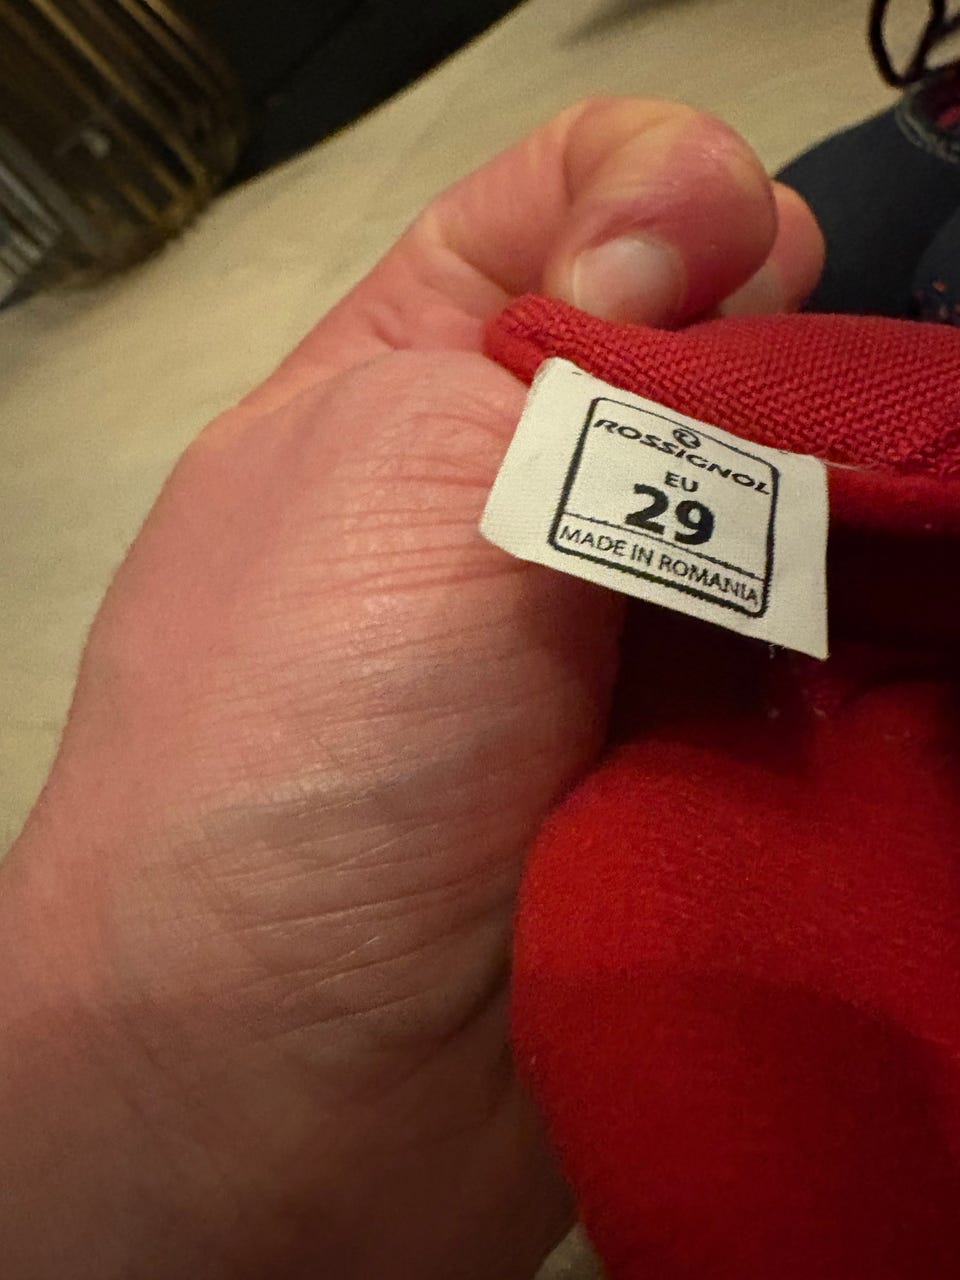 ROSSIGNOL
EU
29
MADE IN ROMANIA